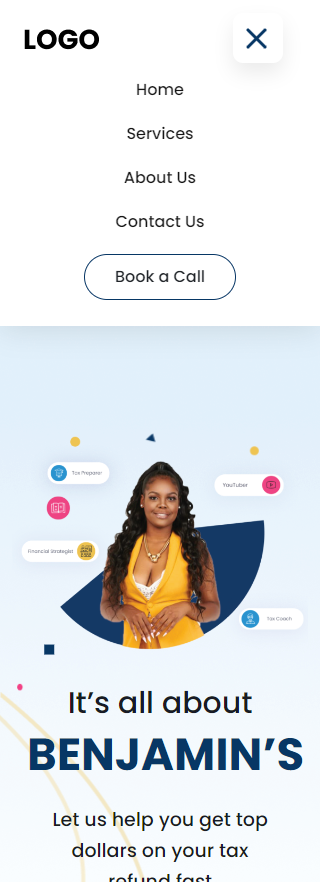 LOGO
Home
Services
About Us
Contact Us
Book a Call
Tax Preparer
YouTuber
Financial Strategist
Tax Coach
It's all about
BENJAMIN'S
Let us help you get top
dollars on your tax
refund fast